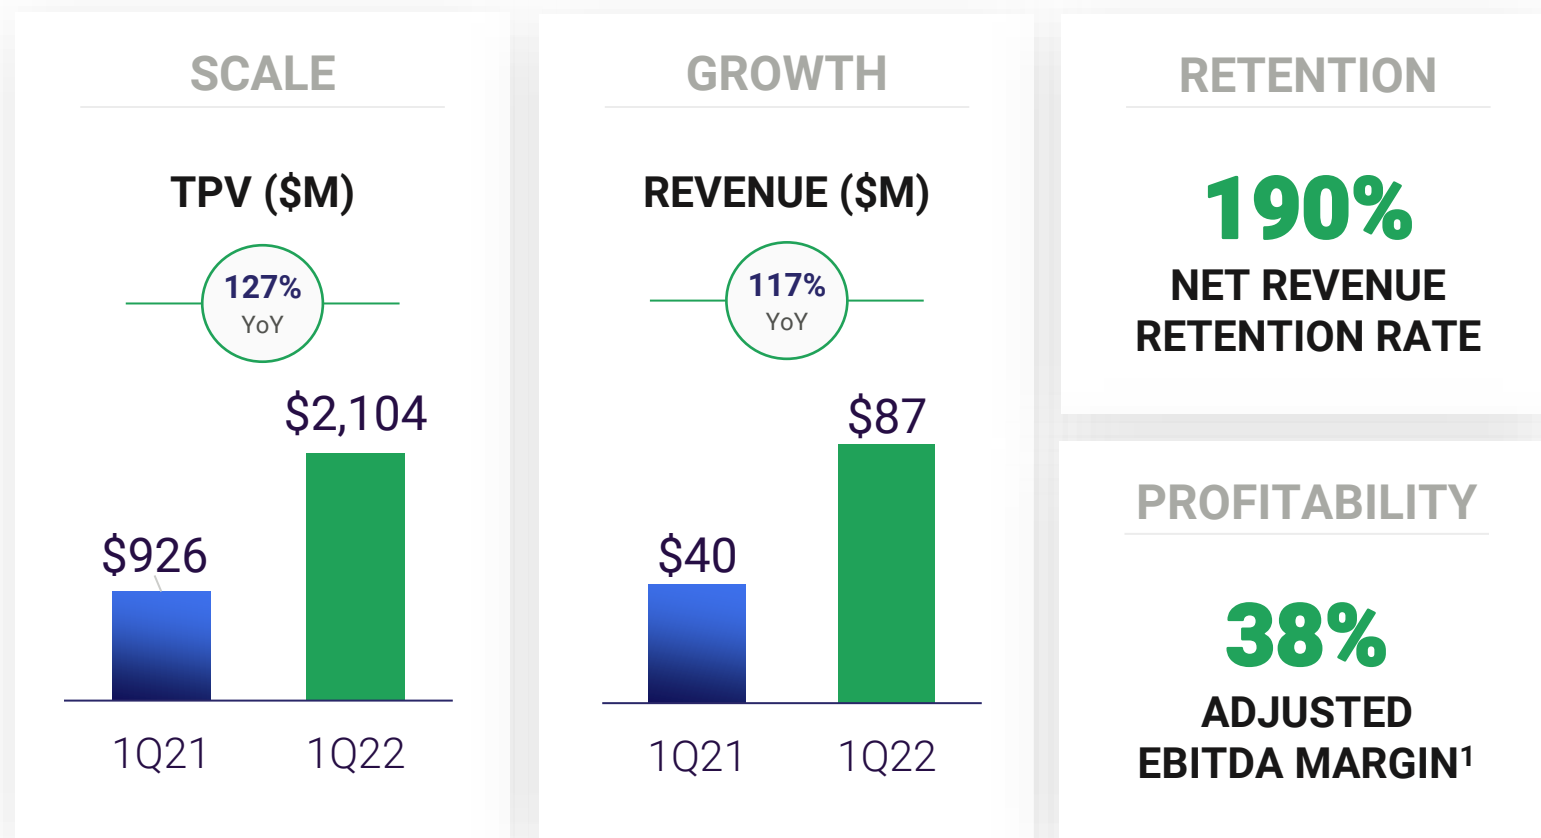 SCALE
TPV ($M)
127%
YoY
$2,104
$926
1Q21 1Q22
GROWTH
REVENUE ($M)
117%
YoY
$87
$40
1Q21 1Q22
RETENTION
190%
NET REVENUE
RETENTION RATE
PROFITABILITY
38%
ADJUSTED
EBITDA MARGIN¹